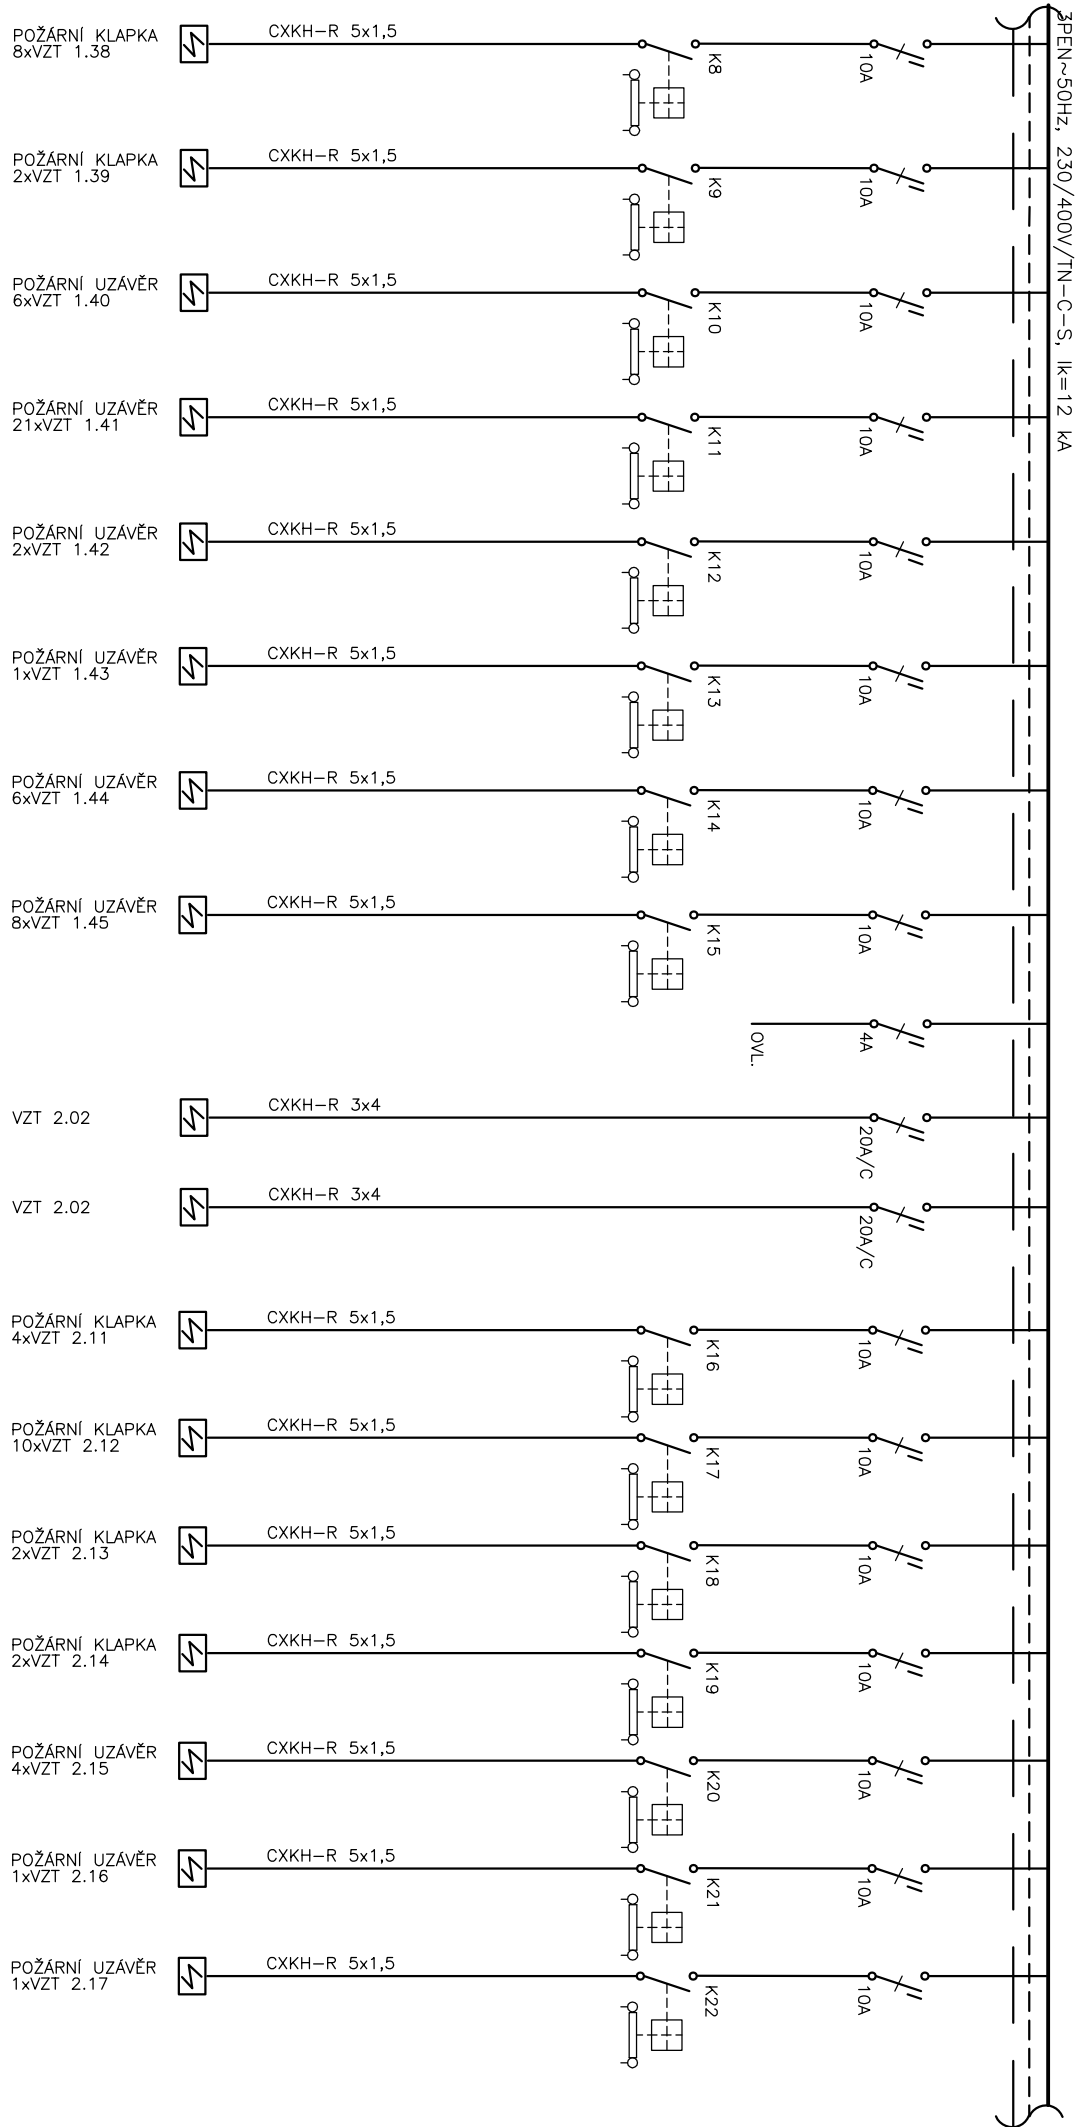 3PEN~50Hz, 230/400V/TN-C-S, Ik=12 kA
POŽÁRNÍ KLAPKA
8xVZT 1.38
CXKH-R 5x1,5
K8
10A
POŽÁRNÍ KLAPKA
2xVZT 1.39
CXKH-R 5x1,5
K9
10A
POŽÁRNÍ UZÁVĚR
6xVZT 1.40
CXKH-R 5x1,5
K10
10A
POŽÁRNÍ UZÁVĚR
21xVZT 1.41
CXKH-R 5x1,5
K11
10A
POŽÁRNÍ UZÁVĚR
2xVZT 1.42
CXKH-R 5x1,5
K12
10A
POŽÁRNÍ UZÁVĚR
1xVZT 1.43
CXKH-R 5x1,5
K13
10A
POŽÁRNÍ UZÁVĚR
6xVZT 1.44
CXKH-R 5x1,5
K14
10A
POŽÁRNÍ UZÁVĚR
8xVZT 1.45
CXKH-R 5x1,5
K15
10A
OVL.
4A
VZT 2.02
CXKH-R 3x4
20A/C
VZT 2.02
CXKH-R 3x4
20A/C
POŽÁRNÍ KLAPKA
4xVZT 2.11
CXKH-R 5x1,5
K16
10A
POŽÁRNÍ KLAPKA
10xVZT 2.12
CXKH-R 5x1,5
K17
10A
POŽÁRNÍ KLAPKA
2xVZT 2.13
CXKH-R 5x1,5
K18
10A
POŽÁRNÍ KLAPKA
2xVZT 2.14
CXKH-R 5x1,5
K19
10A
POŽÁRNÍ UZÁVĚR
4xVZT 2.15
CXKH-R 5x1,5
K20
10A
POŽÁRNÍ UZÁVĚR
1xVZT 2.16
CXKH-R 5x1,5
K21
10A
POŽÁRNÍ UZÁVĚR
1xVZT 2.17
CXKH-R 5x1,5
K22
10A